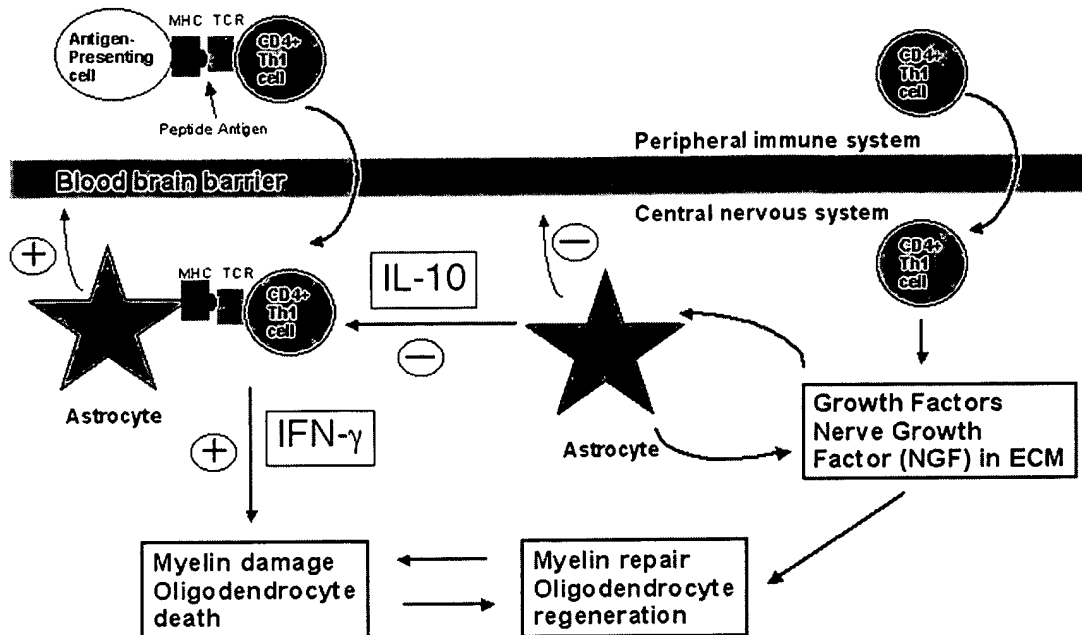 Antigen-
Presenting
cell
MHC TCR
CD4+
Th1
cell
Peptide Antigen
CD4+
Th1
cell
Peripheral immune system
Blood brain barrier
Central nervous system
+
MHC TCR
CD4+
Th1
cell
Astrocyte
IL-10
−
−
Astrocyte
CD4+
Th1
cell
Growth Factors
Nerve Growth
Factor (NGF) in ECM
+
IFN-γ
Myelin damage
Oligodendrocyte
death
Myelin repair
Oligodendrocyte
regeneration